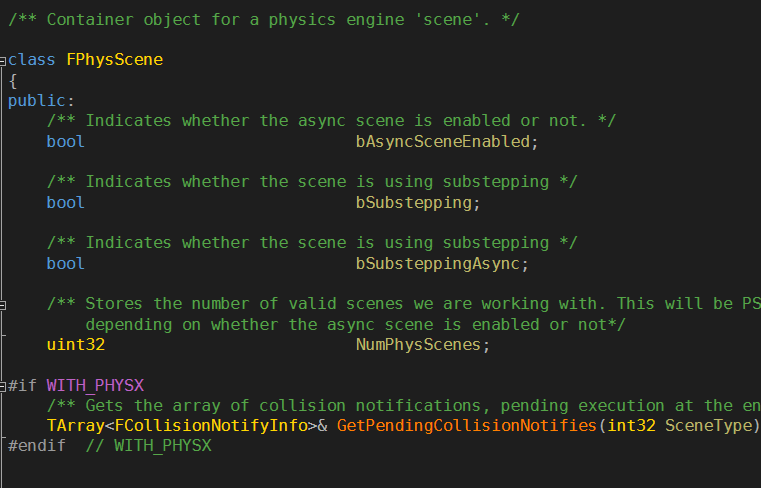 /** Container object for a physics engine 'scene'. */
class FPhysScene
{
public:
/** Indicates whether the async scene is enabled or not. */
bool bAsyncSceneEnabled;
/** Indicates whether the scene is using substepping */
bool bSubstepping;
/** Indicates whether the scene is using substepping */
bool bSubsteppingAsync;
/** Stores the number of valid scenes we are working with. This will be PS
depending on whether the async scene is enabled or not*/
uint32 NumPhysScenes;
#if WITH_PHYSX
/** Gets the array of collision notifications, pending execution at the en
TArray<FCollisionNotifyInfo>& GetPendingCollisionNotifies(int32 SceneType)
#endif // WITH_PHYSX